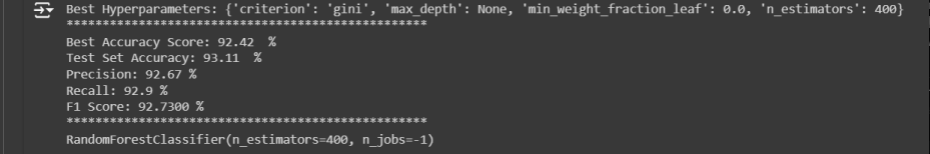 Best Hyperparameters: {'criterion': 'gini', 'max_depth': None, 'min_weight_fraction_leaf': 0.0, 'n_estimators': 400}
**************************************************
Best Accuracy Score: 92.42  %
Test Set Accuracy: 93.11  %
Precision: 92.67 %
Recall: 92.9 %
F1 Score: 92.7300 %
**************************************************
RandomForestClassifier(n_estimators=400, n_jobs=-1)